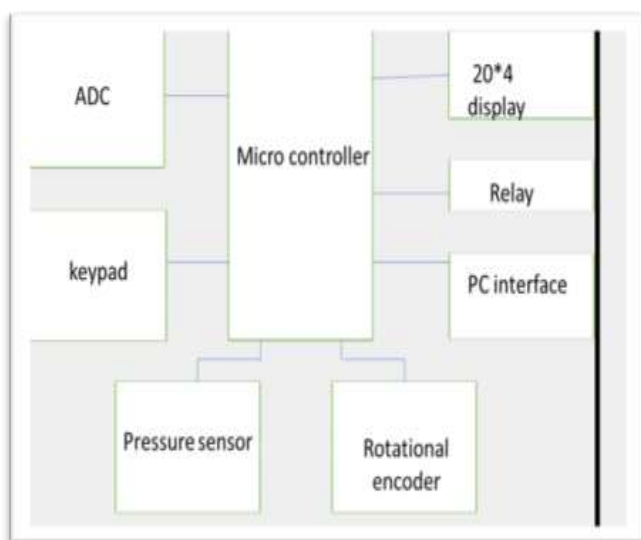 ADC
20*4
display
Micro controller
Relay
keypad
PC interface
Pressure sensor
Rotational
encoder